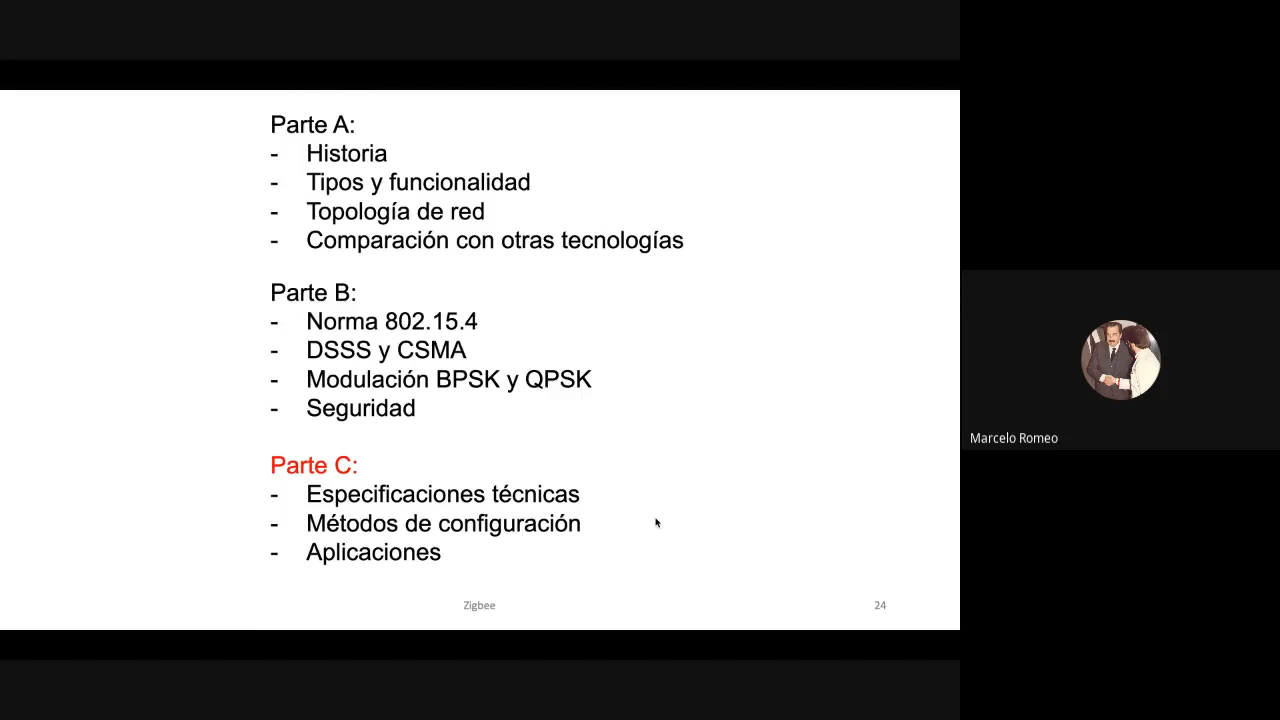 Parte A:
- Historia
- Tipos y funcionalidad
- Topología de red
- Comparación con otras tecnologías
Parte B:
- Norma 802.15.4
- DSSS y CSMA
- Modulación BPSK y QPSK
- Seguridad
Parte C:
- Especificaciones técnicas
- Métodos de configuración
- Aplicaciones
Zigbee
24
Marcelo Romeo